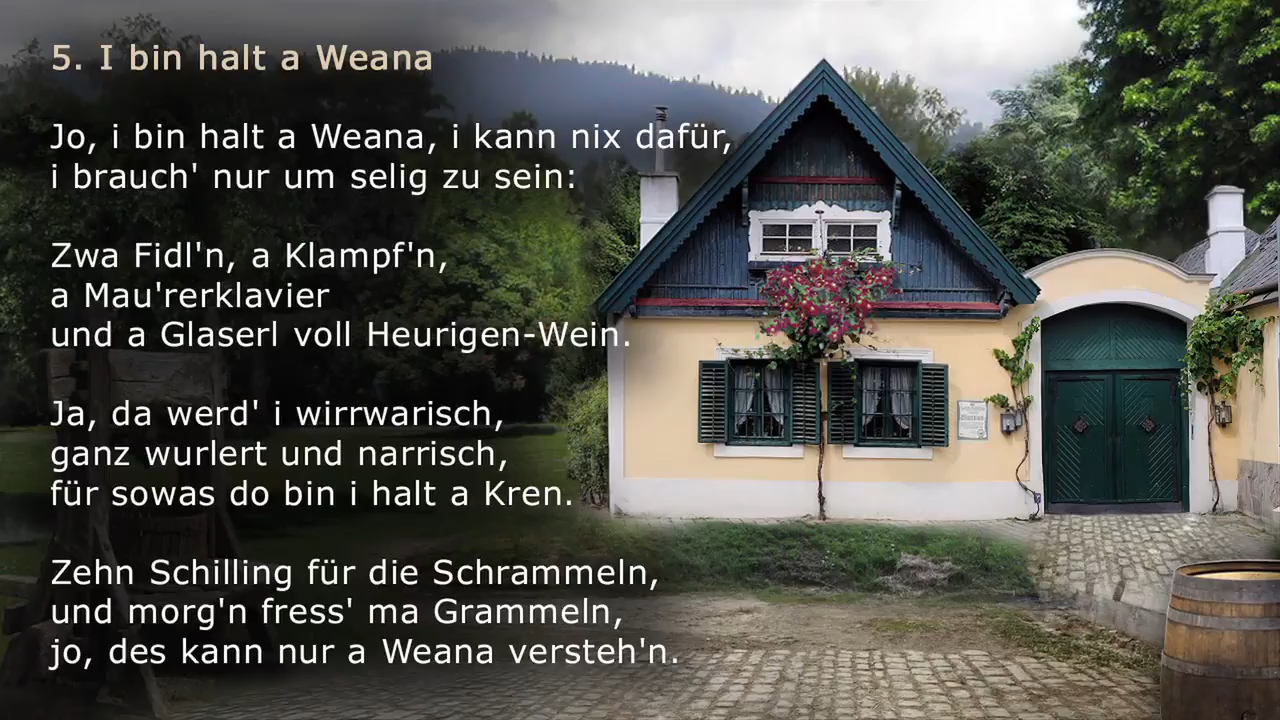 5. I bin halt a Weana
Jo, i bin halt a Weana, i kann nix dafür,
i brauch' nur um selig zu sein:
Zwa Fidl'n, a Klampf'n,
a Mau'rerklavier
und a Glaserl voll Heurigen-Wein.
Ja, da werd' i wirrwarisch,
ganz wurlert und narrisch,
für sowas do bin i halt a Kren.
Zehn Schilling für die Schrammeln,
und morg'n fress' ma Grammeln,
jo, des kann nur a Weana versteh'n.